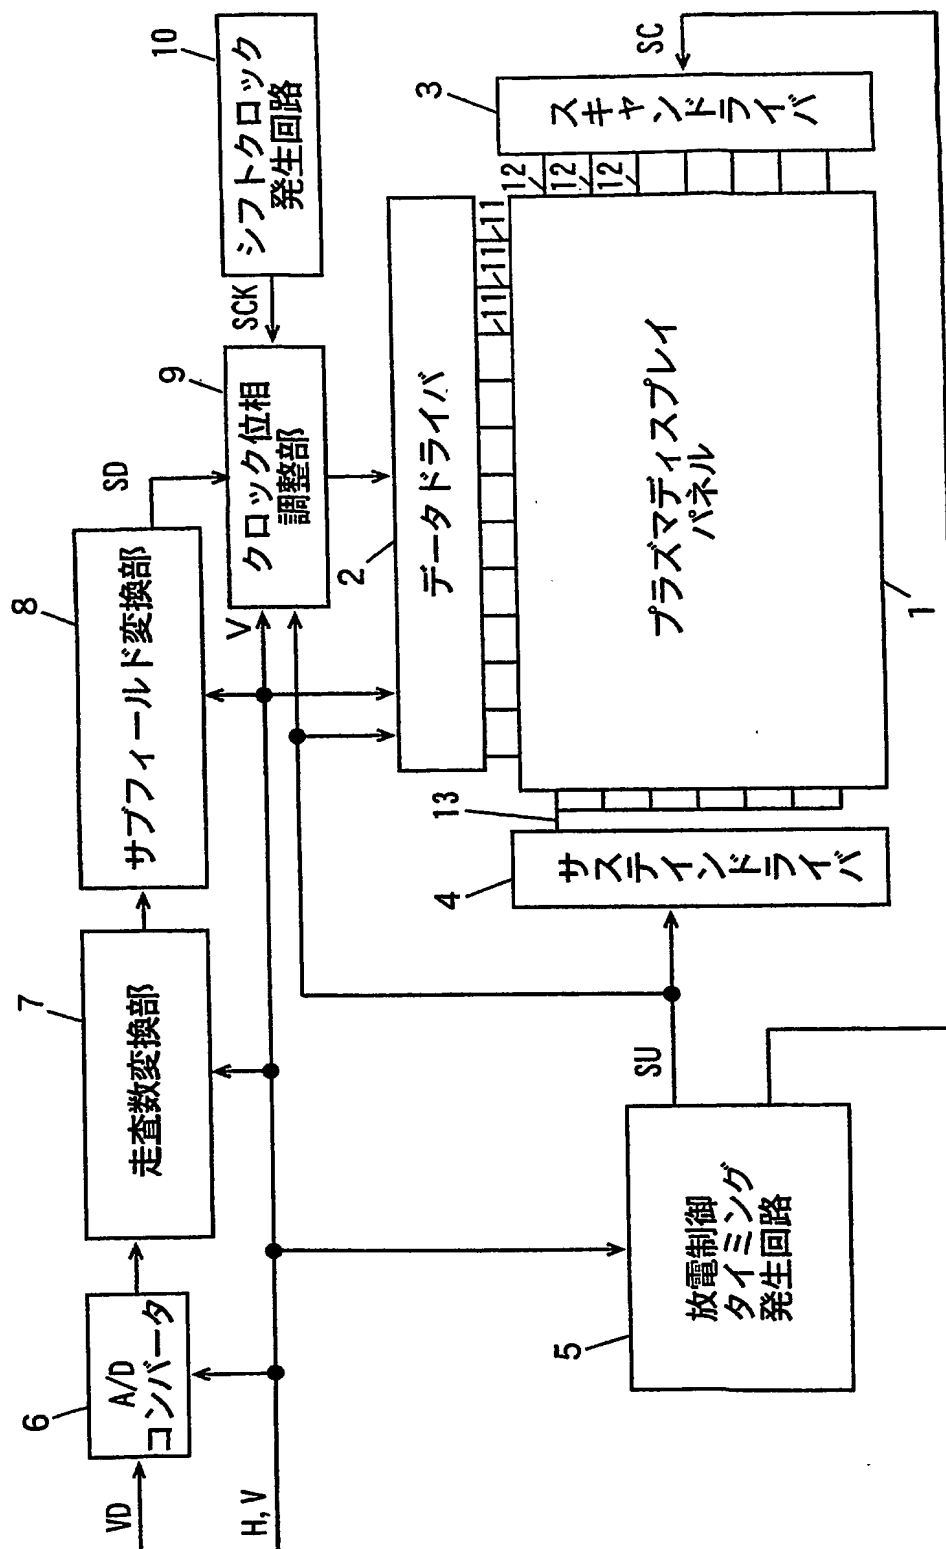 VD
6
A/D
コンバータ
7
走査数変換部
8
サブフィールド変換部
SD
9
クロック位相
調整部
SCK
10
シフトクロック
発生回路
H, V
V
2
データドライバ
11
11
11
12
12
12
3
スキャンドライバ
SC
プラズマディスプレイ
パネル
1
13
4
サステインドライバ
SU
5
放電制御
タイミング
発生回路